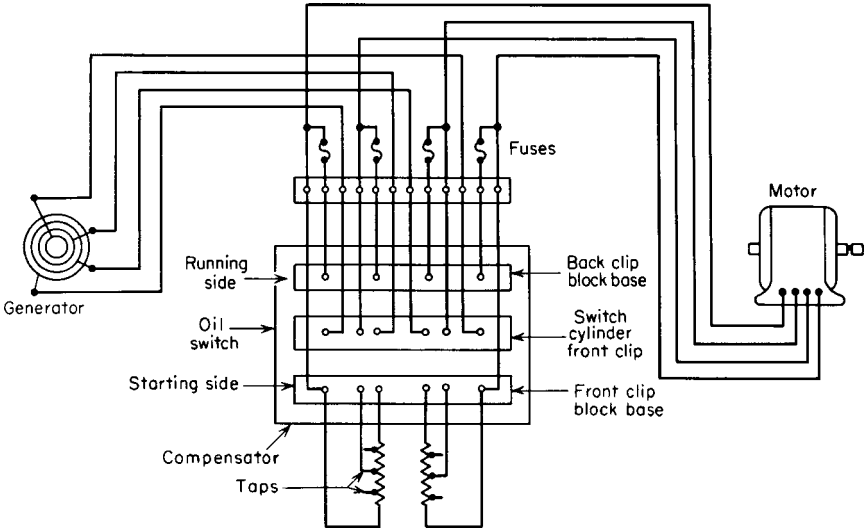 Fuses
Motor
Generator
Running
side
Back clip
block base
Oil
switch
Switch
cylinder
front clip
Starting side
Front clip
block base
Compensator
Taps